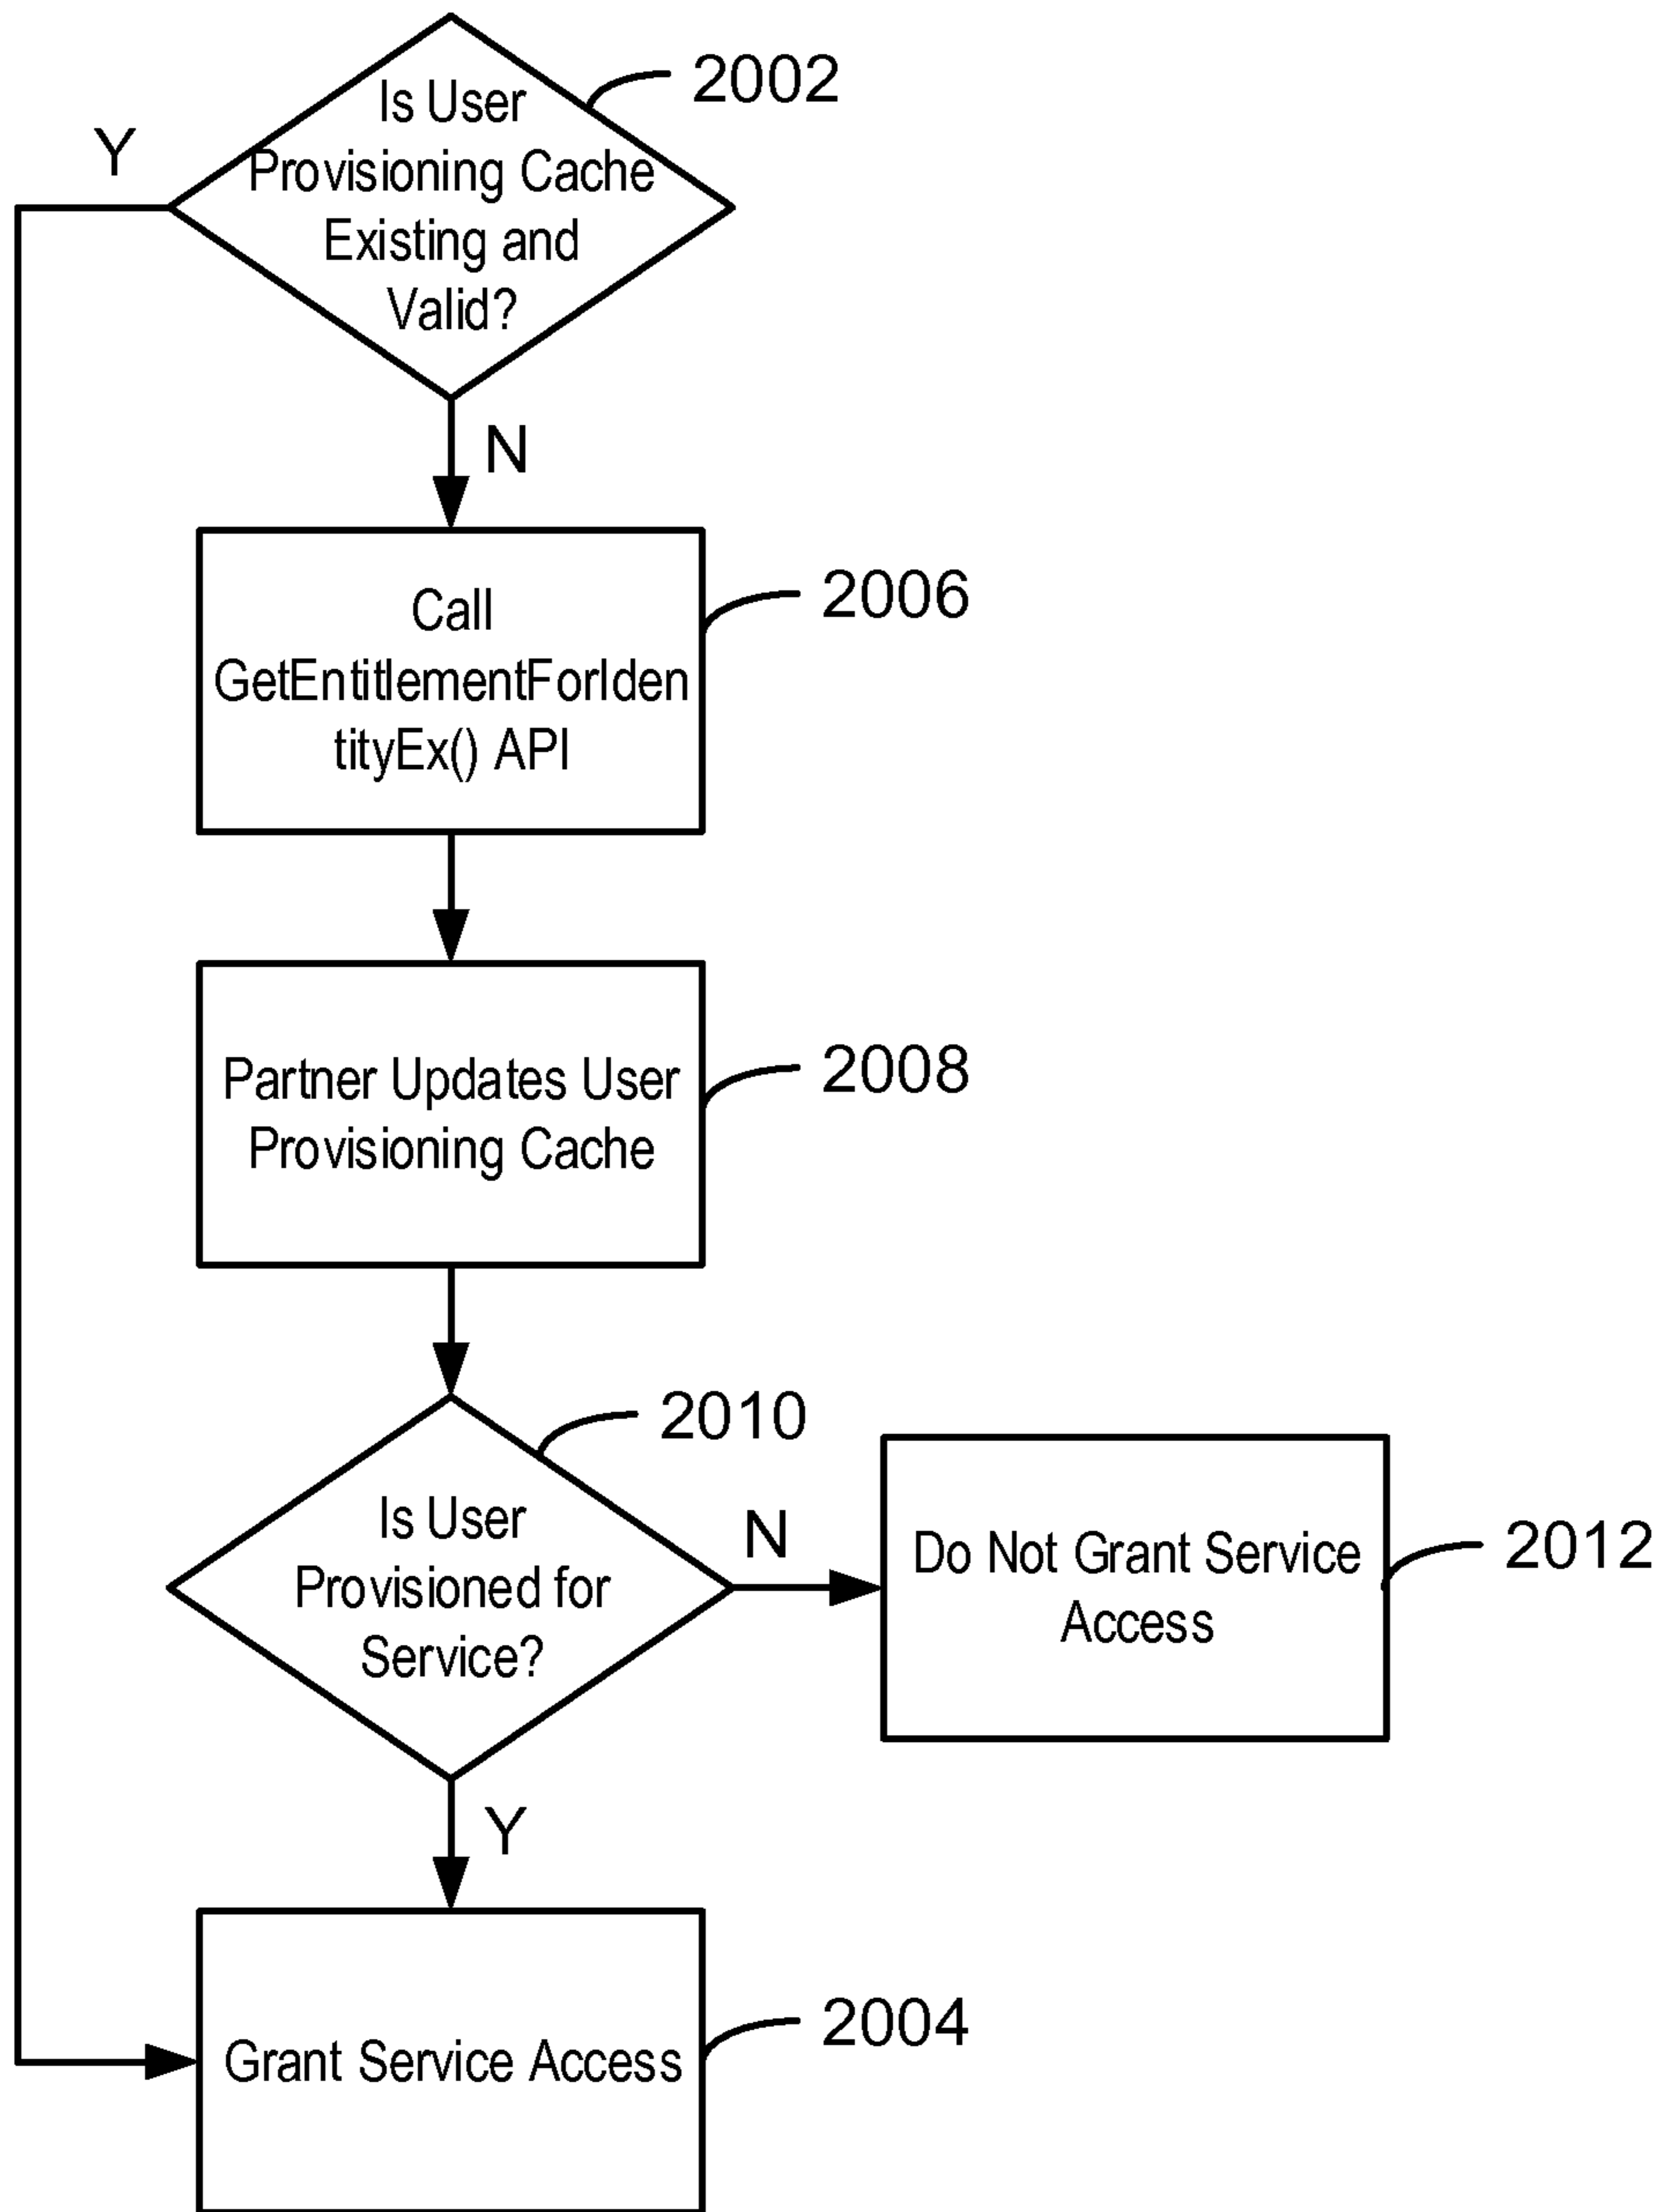 2002
Is User
Provisioning Cache
Existing and
Valid?
Y
N
2006
Call
GetEntitlementForIden
tityEx() API
2008
Partner Updates User
Provisioning Cache
2010
Is User
Provisioned for
Service?
N
Do Not Grant Service
Access
2012
Y
2004
Grant Service Access